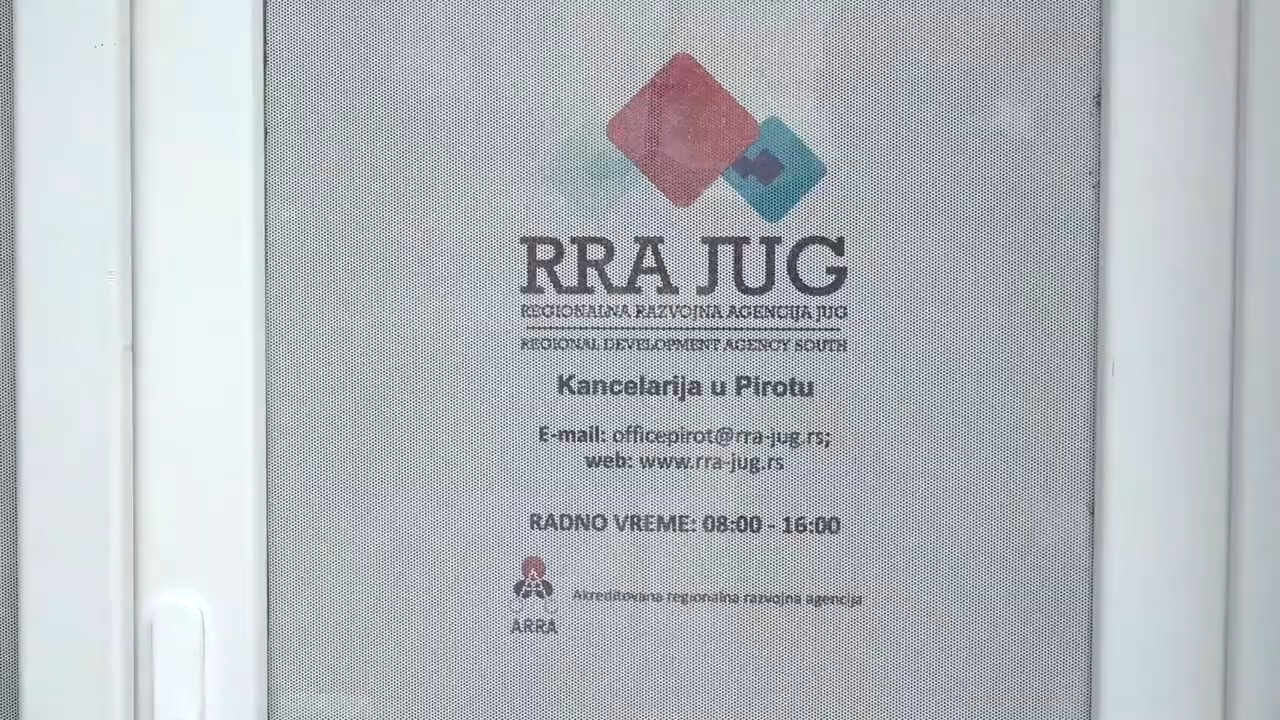 RRA JUG
REGIONALNA RAZVOJNA AGENCIJA JUG
REGIONAL DEVELOPMENT AGENCY SOUTH
Kancelarija u Pirotu
E-mail: officepirot@rra-jug.rs;
web: www.rra-jug.rs
RADNO VREME: 08:00 - 16:00
Akreditovana regionalna razvojna agencija
ARRA